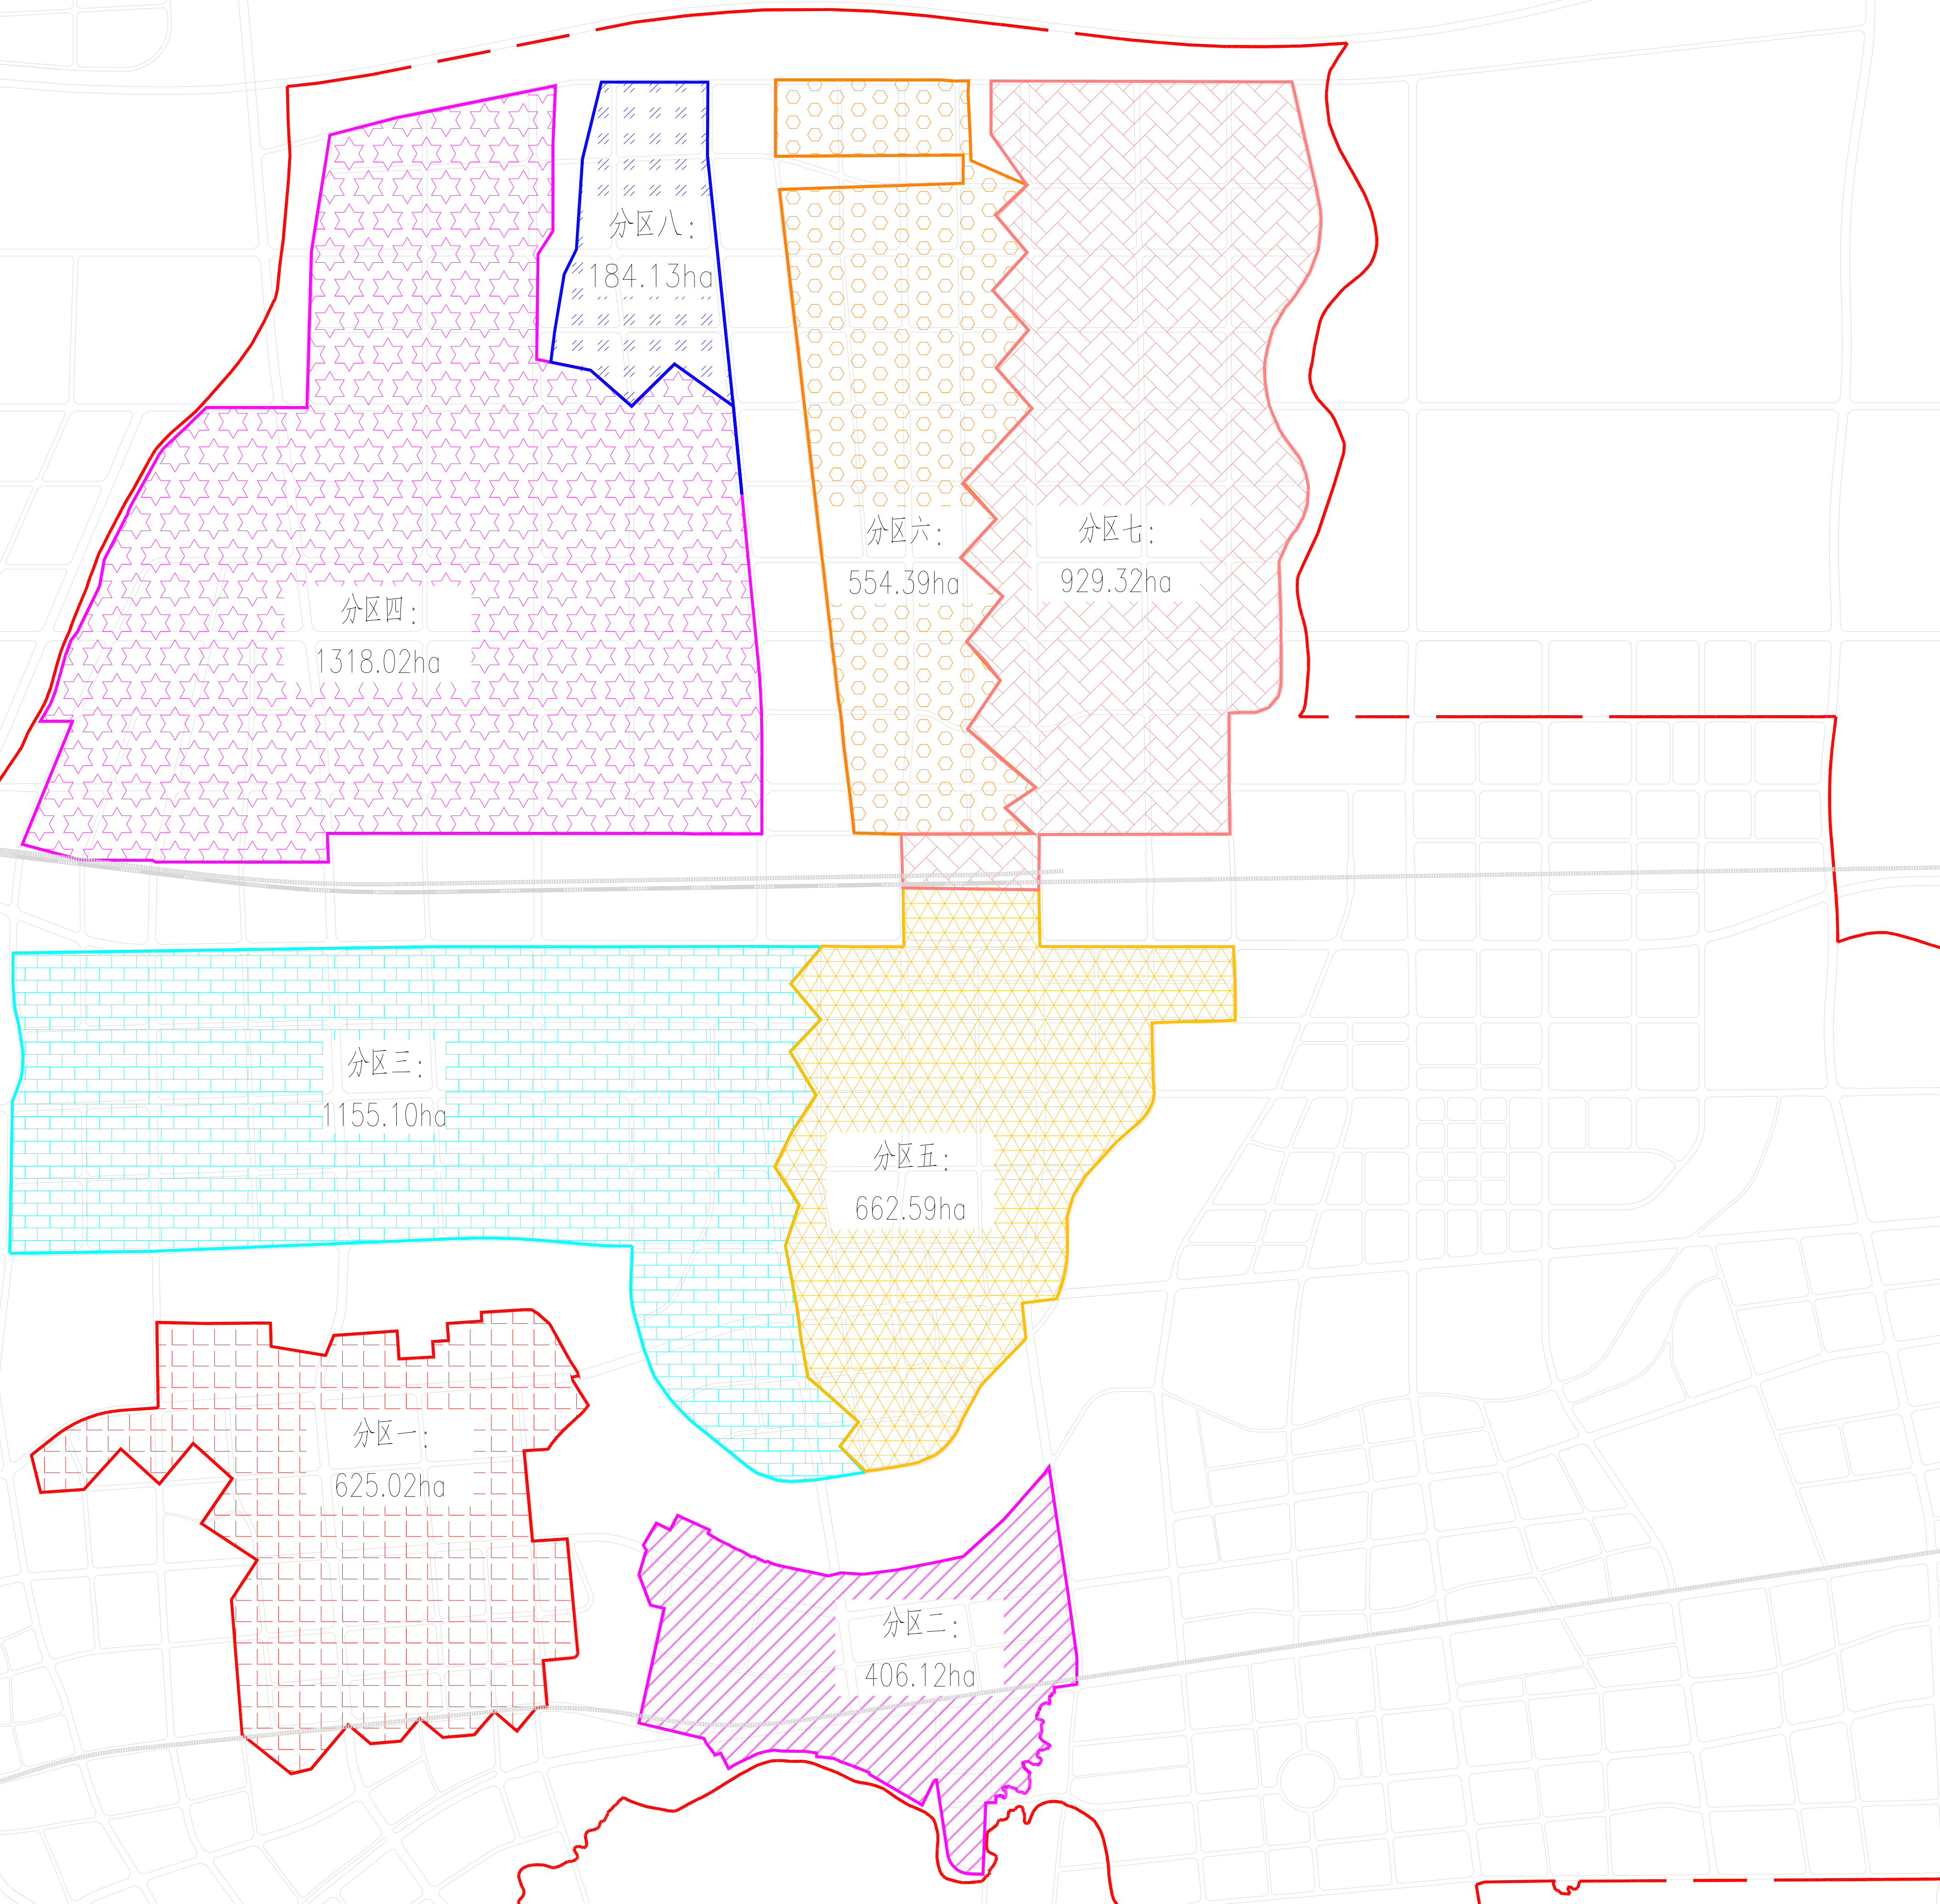 分区八:
184.13ha
分区六:
554.39ha
分区七:
929.32ha
分区四:
1318.02ha
分区三:
1155.10ha
分区五:
662.59ha
分区一:
625.02ha
分区二:
406.12ha